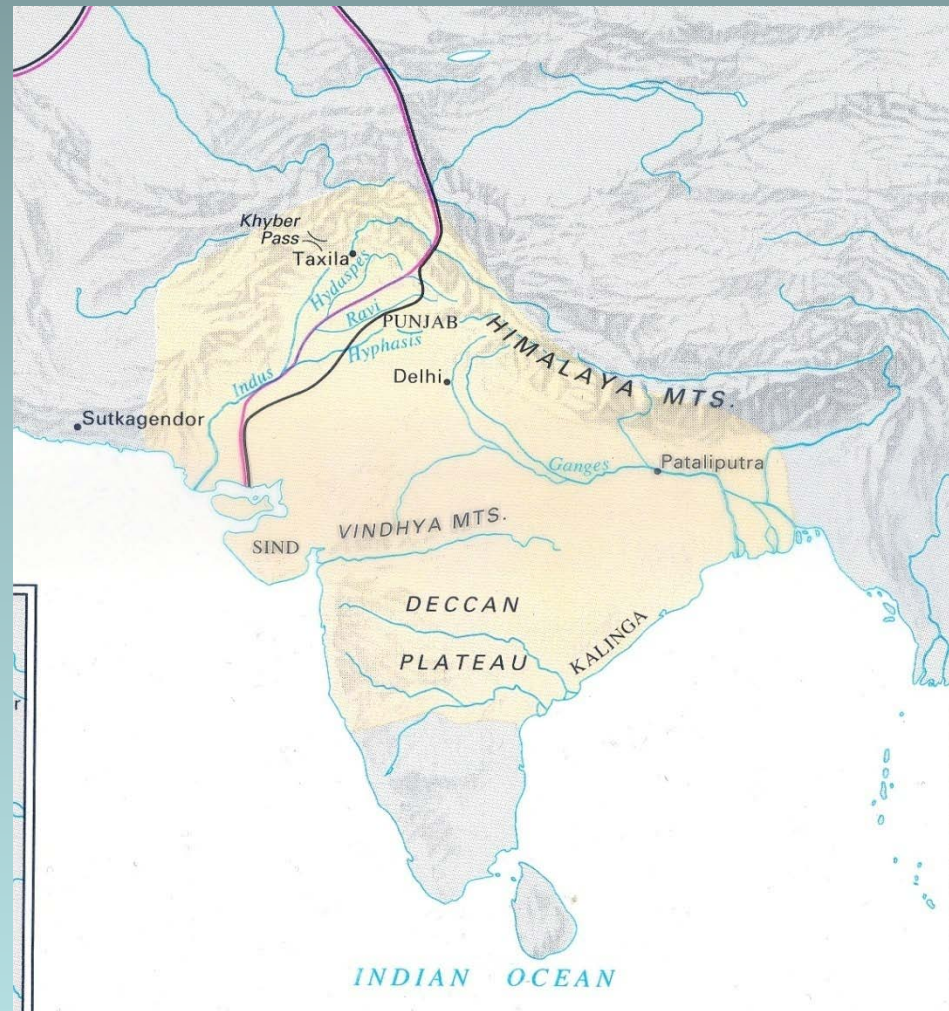 Khyber
Pass
Taxila
Hydaspes
Ravi
PUNJAB
HIMALAYA MTS.
Hyphasis
Indus
Delhi
Sutkagendor
Ganges
Pataliputra
VINDHYA MTS.
SIND
DECCAN
PLATEAU
KALINGA
r
INDIAN OCEAN